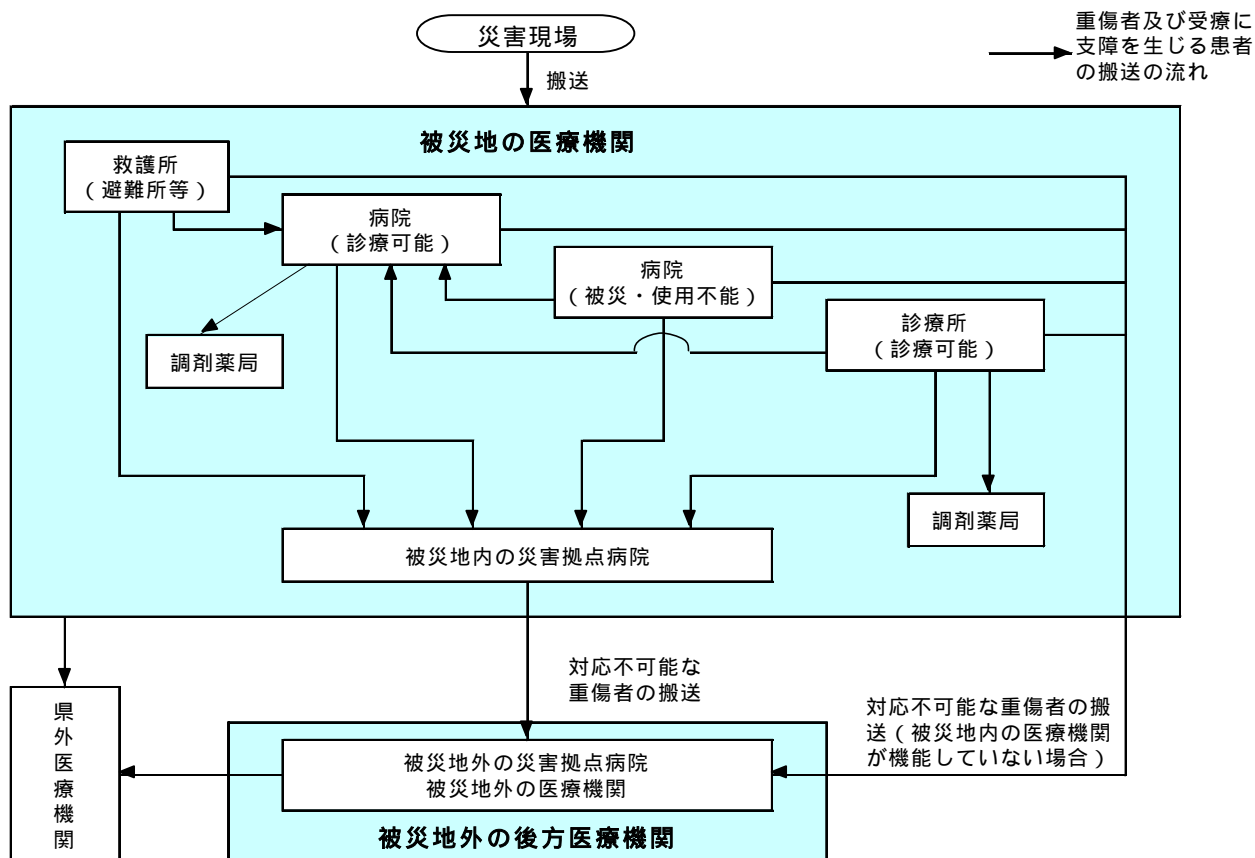 災害現場
重傷者及び受療に
支障を生じる患者
の搬送の流れ
搬送
被災地の医療機関
救護所
(避難所等)
病院
(診療可能)
病院
(被災・使用不能)
診療所
(診療可能)
調剤薬局
調剤薬局
被災地内の災害拠点病院
対応不可能な
重傷者の搬送
対応不可能な重傷者の搬
送(被災地内の医療機関
が機能していない場合)
県外医療機関
被災地外の災害拠点病院
被災地外の医療機関
被災地外の後方医療機関